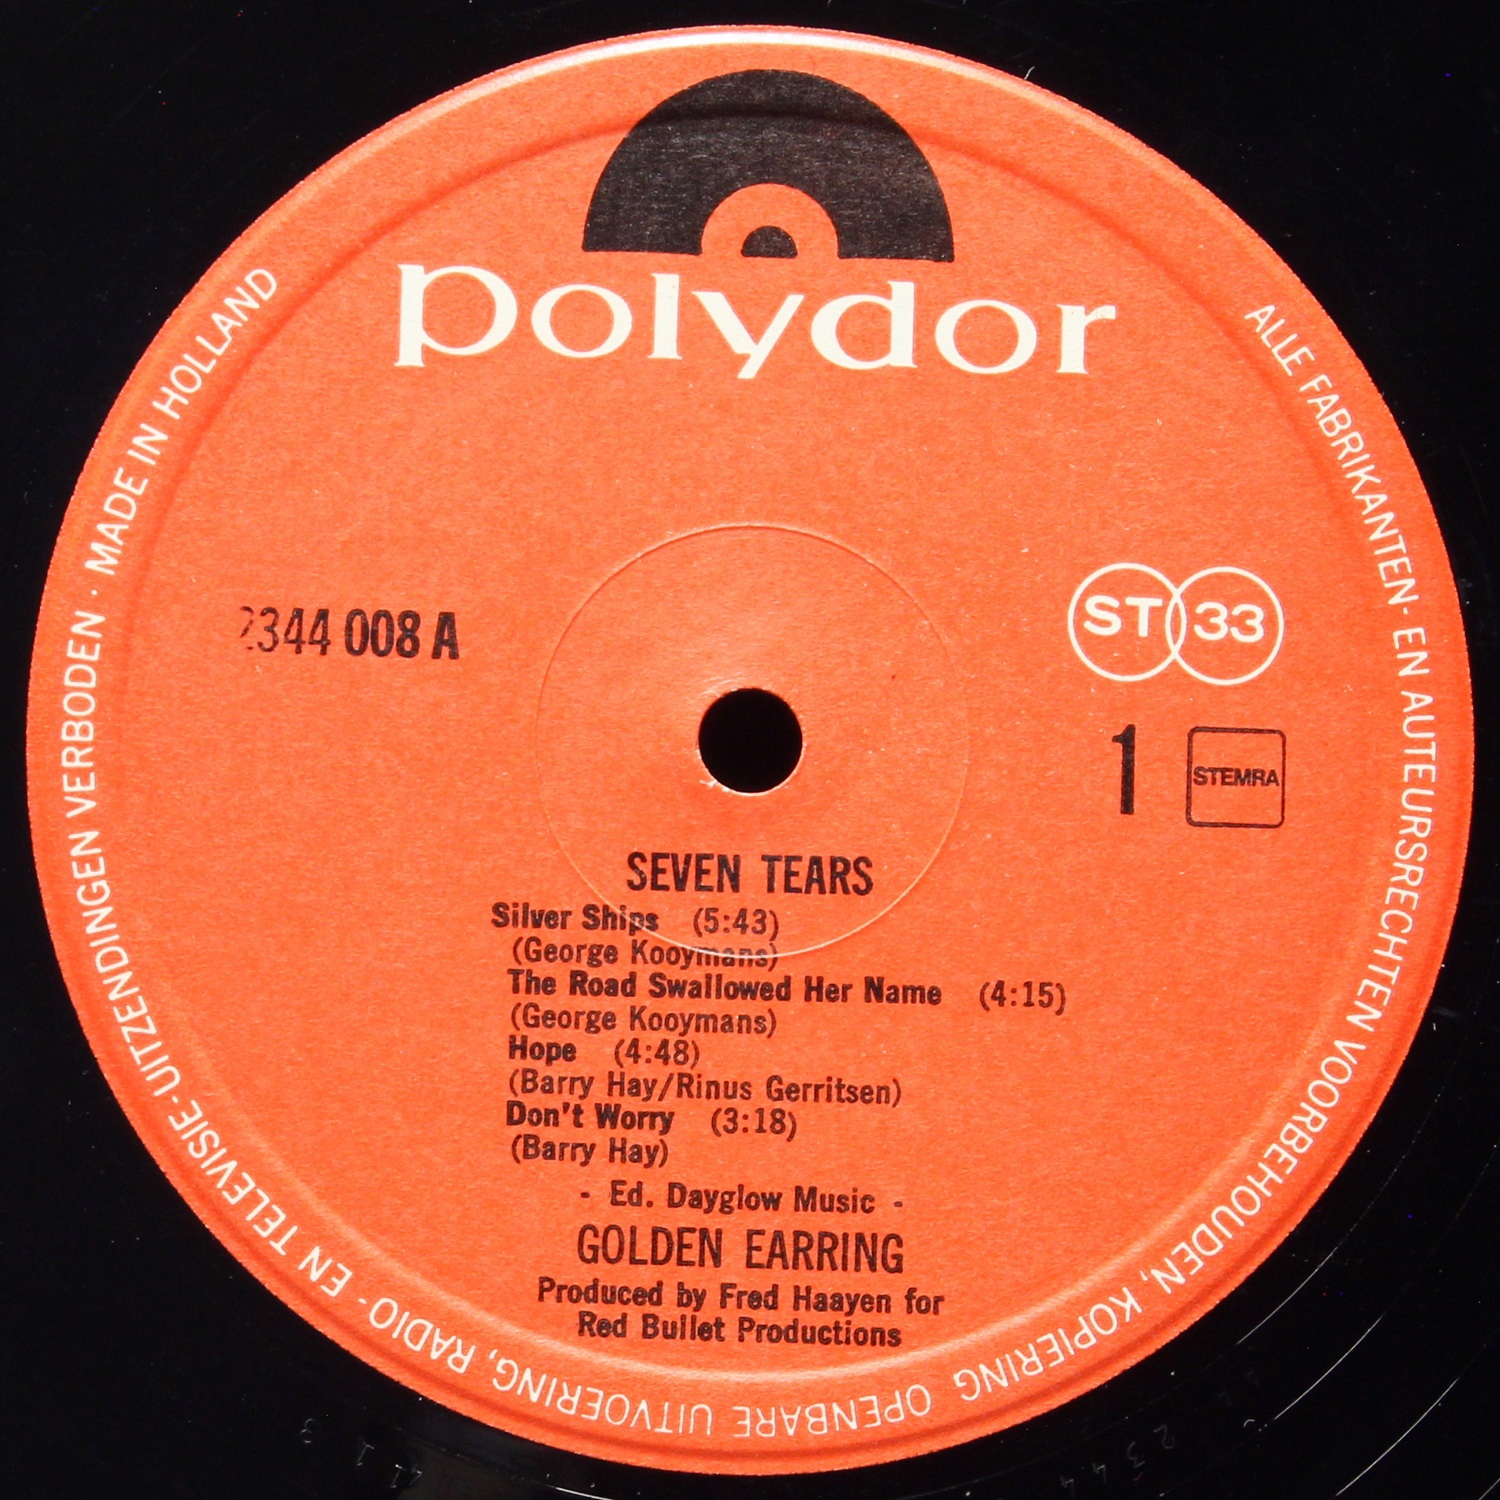 polydor
2344 008 A
ST 33
1
STEMRA
SEVEN TEARS
Silver Ships (5:43)
(George Kooymans)
The Road Swallowed Her Name (4:15)
(George Kooymans)
Hope (4:48)
(Barry Hay/Rinus Gerritsen)
Don't Worry (3:18)
(Barry Hay)
- Ed. Dayglow Music -
GOLDEN EARRING
Produced by Fred Haayen for
Red Bullet Productions
ALLE FABRIKANTEN- EN AUTEURSRECHTEN VOORBEHOUDEN, KOPIERING OPENBARE UITVOERING, RADIO- EN TELEVISIE-UITZENDINGEN VERBODEN · MADE IN HOLLAND